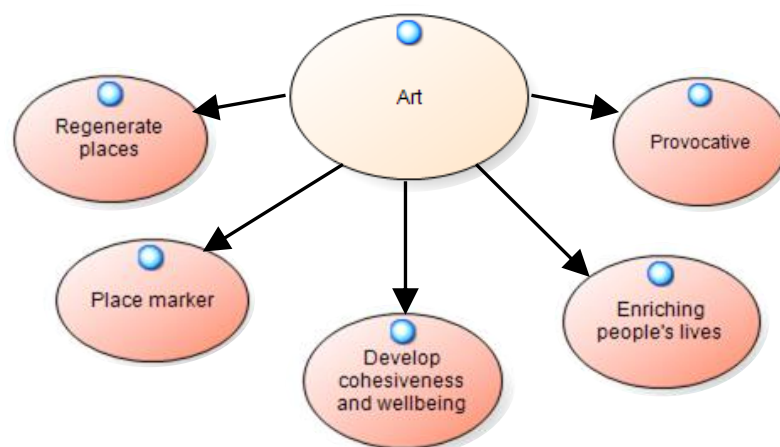 Art
Regenerate
places
Provocative
Place marker
Enriching
people's lives
Develop
cohesiveness
and wellbeing